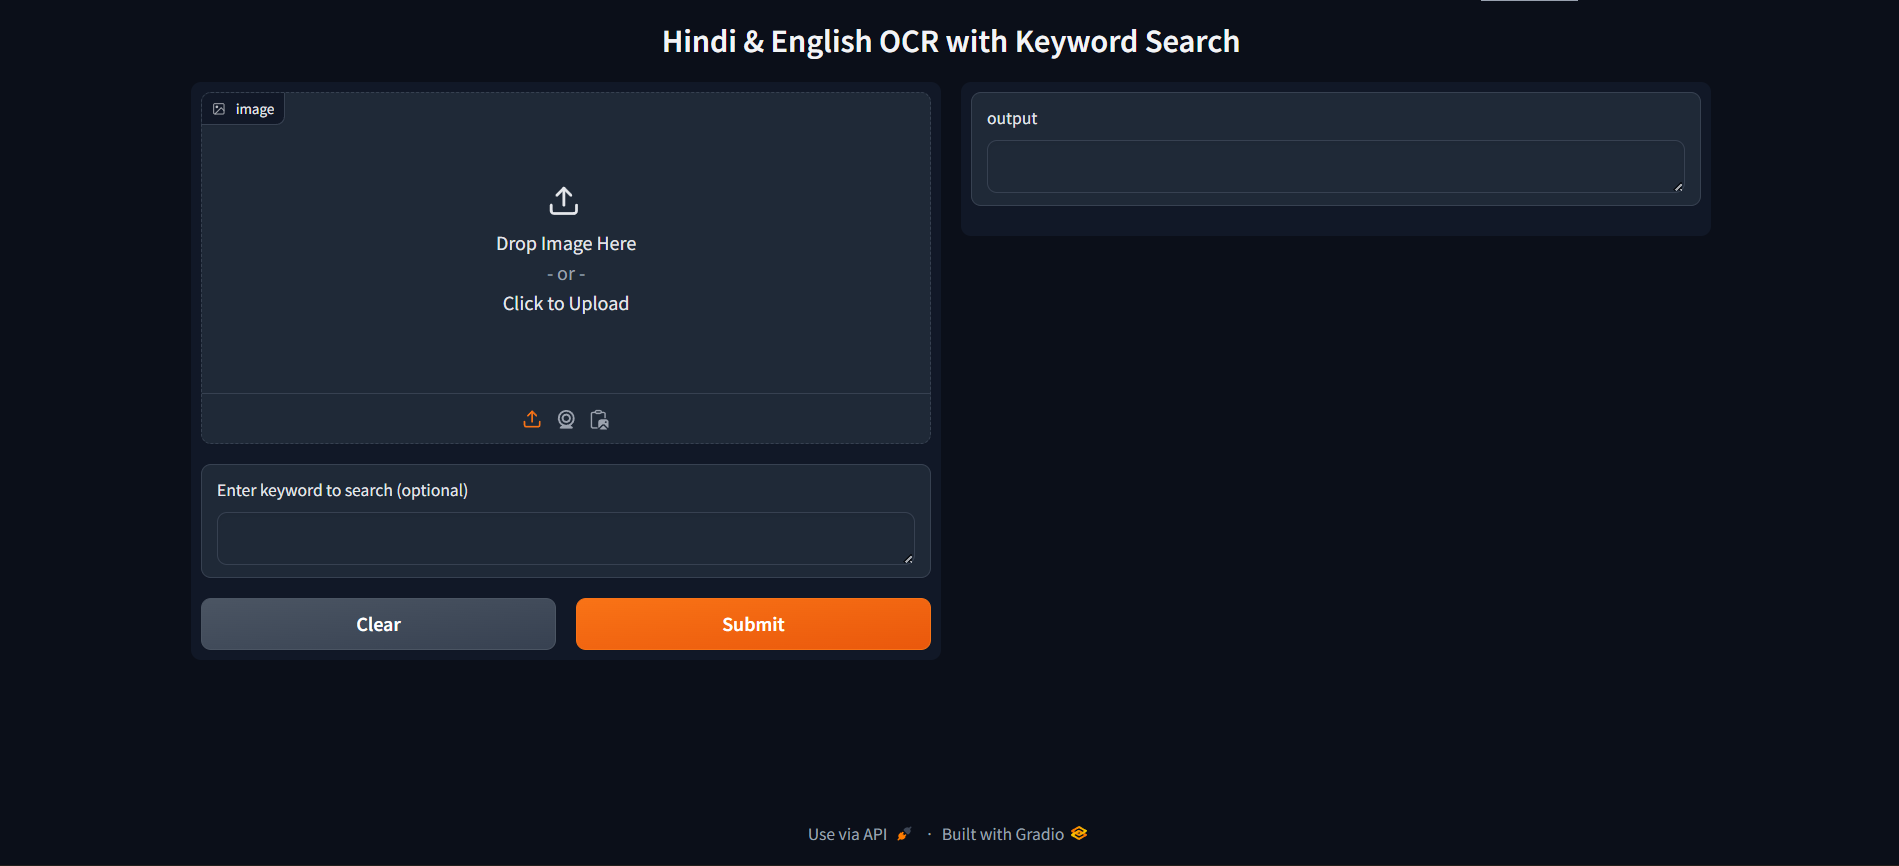 Hindi & English OCR with Keyword Search
image
Drop Image Here
- or -
Click to Upload
Enter keyword to search (optional)
Clear
Submit
output
Use via API · Built with Gradio